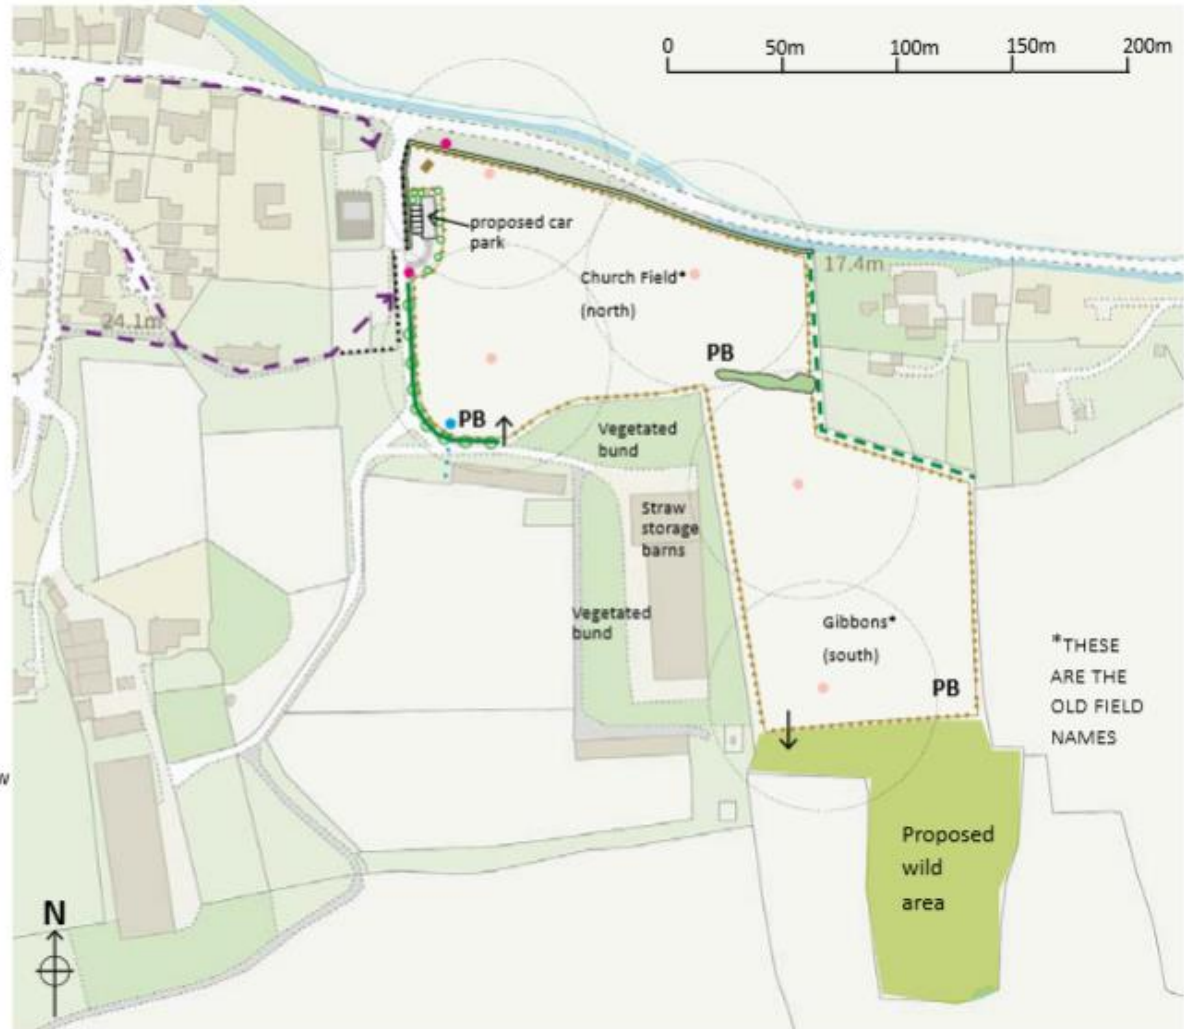 0 50m 100m 150m 200m
proposed car
park
Church Field*
(north)
17.4m
24.1m
PB
PB
Vegetated
bund
Straw
storage
barns
Vegetated
bund
Gibbons*
(south)
PB
*THESE
ARE THE
OLD FIELD
NAMES
w
Proposed
wild
area
N